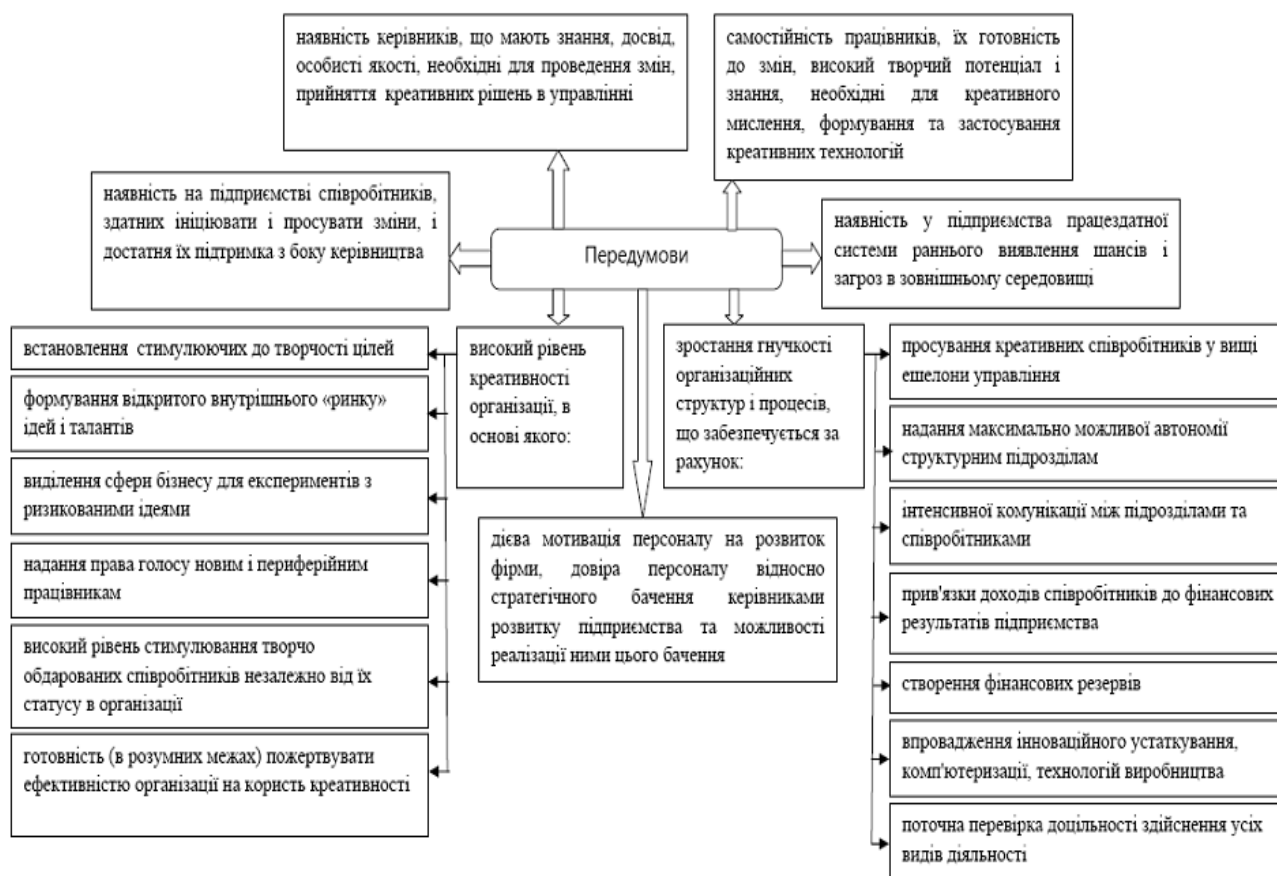 наявність керівників, що мають знання, досвід,
особисті якості, необхідні для проведення змін,
прийняття креативних рішень в управлінні
самостійність працівників, їх готовність
до змін, високий творчий потенціал і
знання, необхідні для креативного
мислення, формування та застосування
креативних технологій
наявність на підприємстві співробітників,
здатних ініціювати і просувати зміни, і
достатня їх підтримка з боку керівництва
Передумови
наявність у підприємства працездатної
системи раннього виявлення шансів і
загроз в зовнішньому середовищі
встановлення стимулюючих до творчості цілей
формування відкритого внутрішнього «ринку»
ідей і талантів
виділення сфери бізнесу для експериментів з
ризикованими ідеями
надання права голосу новим і периферійним
працівникам
високий рівень стимулювання творчо
обдарованих співробітників незалежно від їх
статусу в організації
готовність (в розумних межах) пожертвувати
ефективністю організації на користь креативності
високий рівень
креативності
організації, в
основі якого:
дієва мотивація персоналу на розвиток
фірми, довіра персоналу відносно
стратегічного бачення керівниками
розвитку підприємства та можливості
реалізації ними цього бачення
зростання гнучкості
організаційних
структур і процесів,
що забезпечується за
рахунок:
просування креативних співробітників у вищі
ешелони управління
надання максимально можливої автономії
структурним підрозділам
інтенсивної комунікації між підрозділами та
співробітниками
прив'язки доходів співробітників до фінансових
результатів підприємства
створення фінансових резервів
впровадження інноваційного устаткування,
комп'ютеризації, технологій виробництва
поточна перевірка доцільності здійснення усіх
видів діяльності